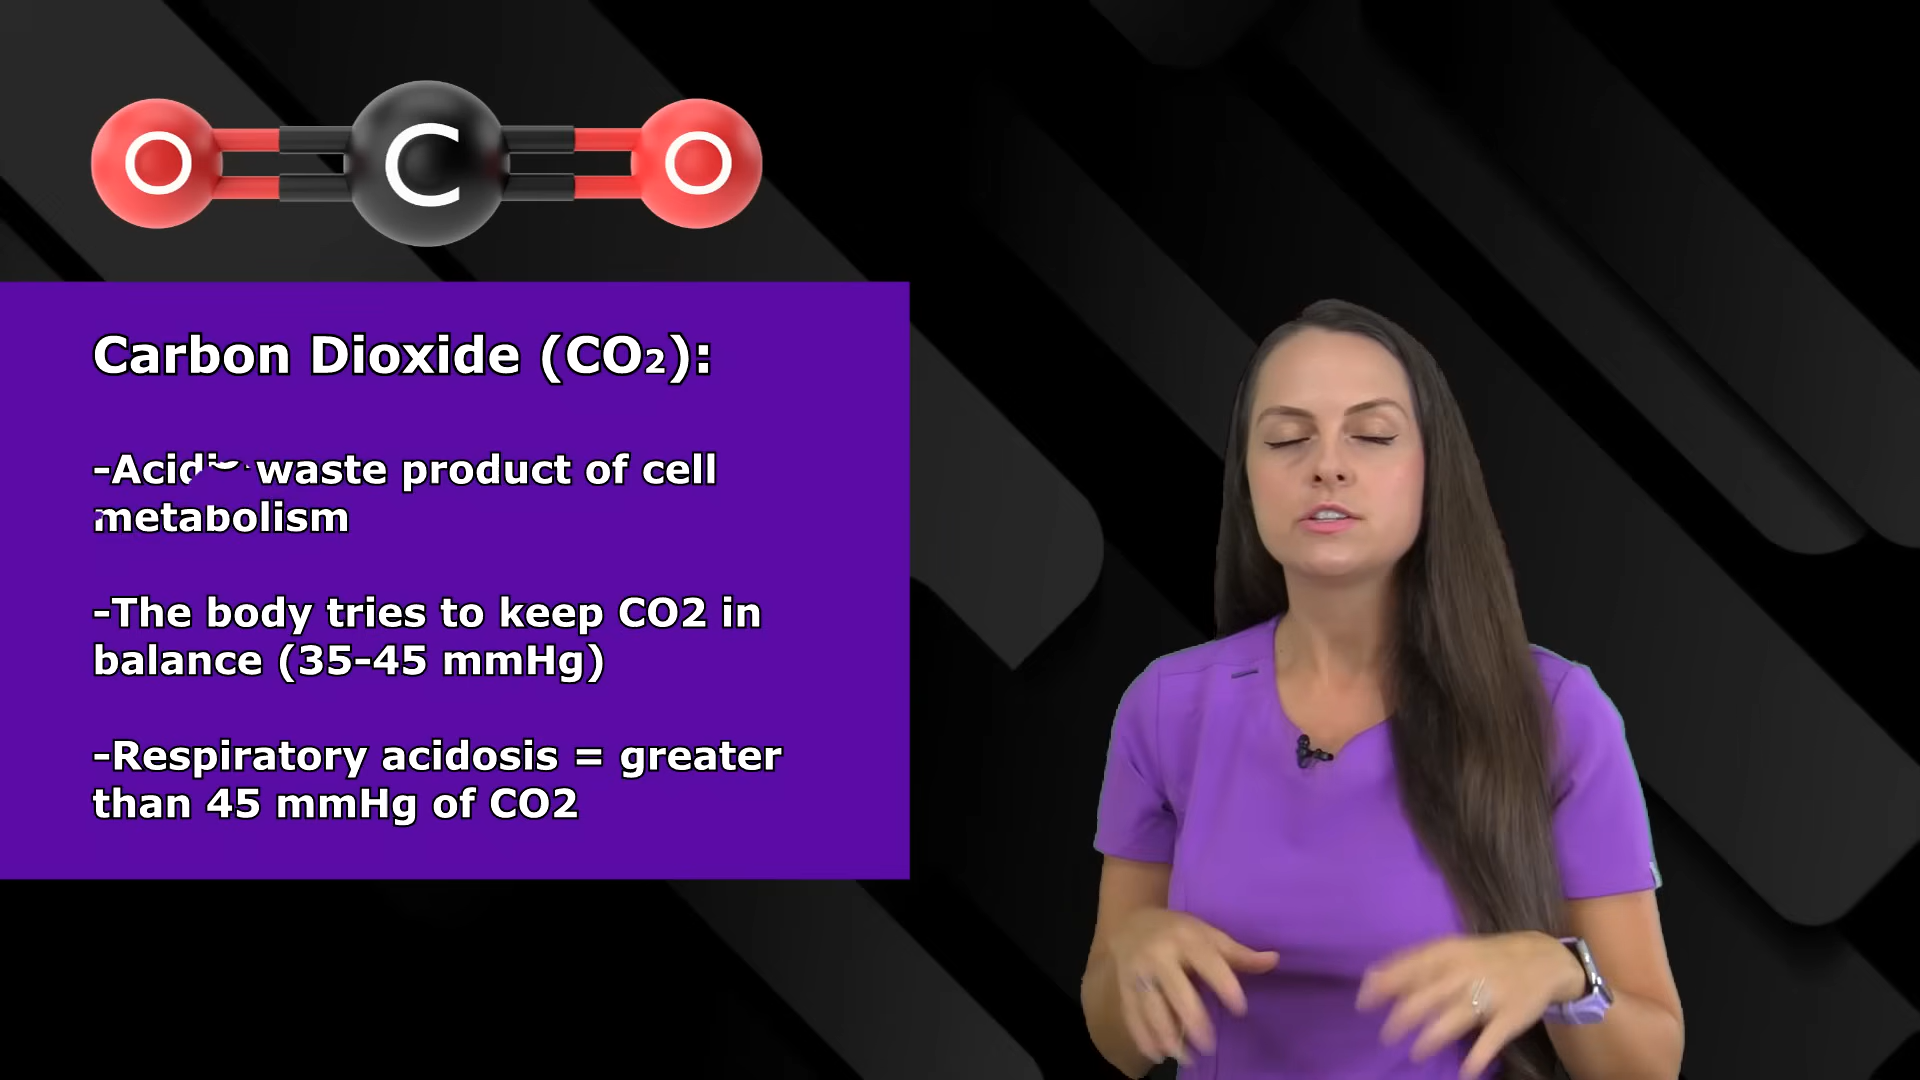 O C O
Carbon Dioxide (CO₂):
-Acidic waste product of cell
metabolism
-The body tries to keep CO2 in
balance (35-45 mmHg)
-Respiratory acidosis = greater
than 45 mmHg of CO2